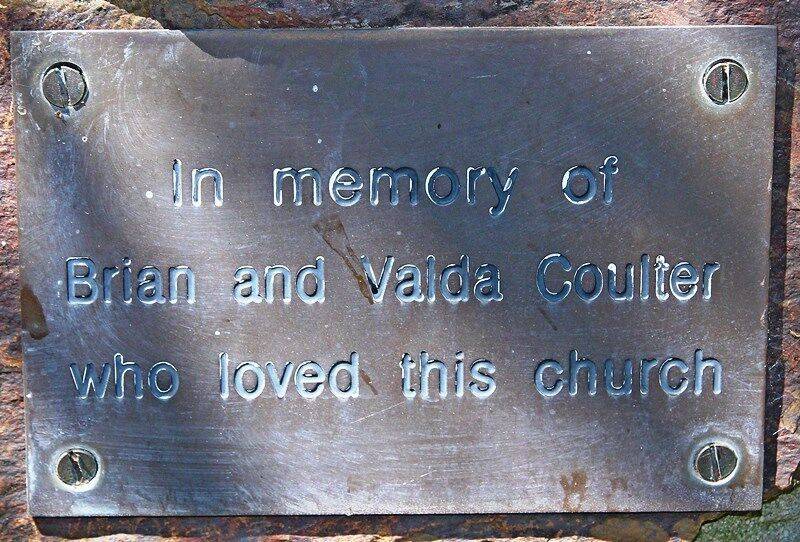 In memory of
Brian and Valda Coulter
who loved this church